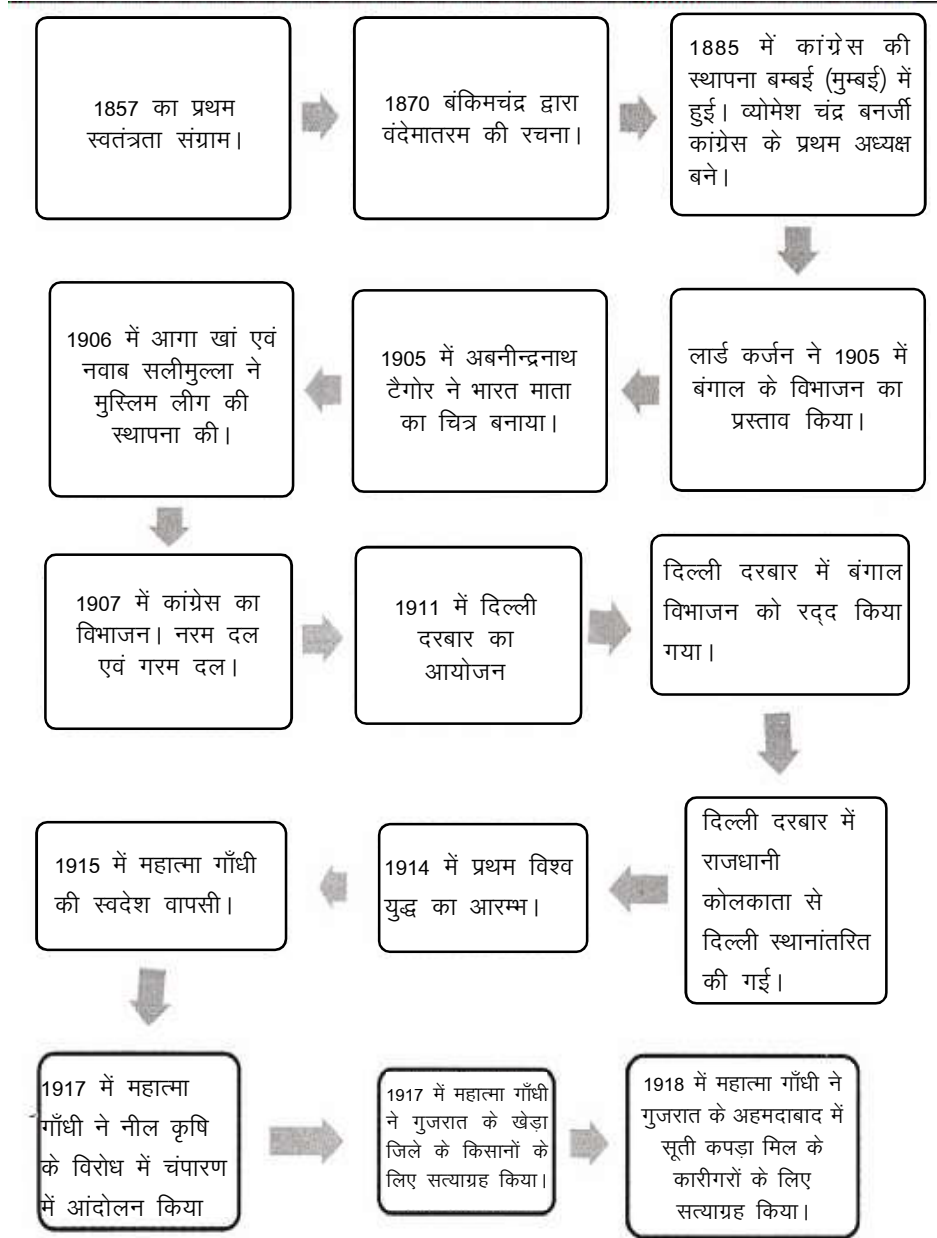 1857 का प्रथम
स्वतंत्रता संग्राम।
1870 बंकिमचंद्र द्वारा
वंदेमातरम की रचना।
1885 में कांग्रेस की
स्थापना बम्बई (मुम्बई) में
हुई। व्योमेश चंद्र बनर्जी
कांग्रेस के प्रथम अध्यक्ष
बने।
लार्ड कर्जन ने 1905 में
बंगाल के विभाजन का
प्रस्ताव किया।
1905 में अबनीन्द्रनाथ
टैगोर ने भारत माता
का चित्र बनाया।
1906 में आगा खां एवं
नवाब सलीमुल्ला ने
मुस्लिम लीग की
स्थापना की।
1907 में कांग्रेस का
विभाजन। नरम दल
एवं गरम दल।
1911 में दिल्ली
दरबार का
आयोजन
दिल्ली दरबार में बंगाल
विभाजन को रद्द किया
गया।
दिल्ली दरबार में
राजधानी
कोलकाता से
दिल्ली स्थानांतरित
की गई।
1914 में प्रथम विश्व
युद्ध का आरम्भ।
1915 में महात्मा गाँधी
की स्वदेश वापसी।
1917 में महात्मा
गाँधी ने नील कृषि
के विरोध में चंपारण
में आंदोलन किया
1917 में महात्मा गाँधी
ने गुजरात के खेड़ा
जिले के किसानों के
लिए सत्याग्रह किया।
1918 में महात्मा गाँधी ने
गुजरात के अहमदाबाद में
सूती कपड़ा मिल के
कारीगरों के लिए
सत्याग्रह किया।